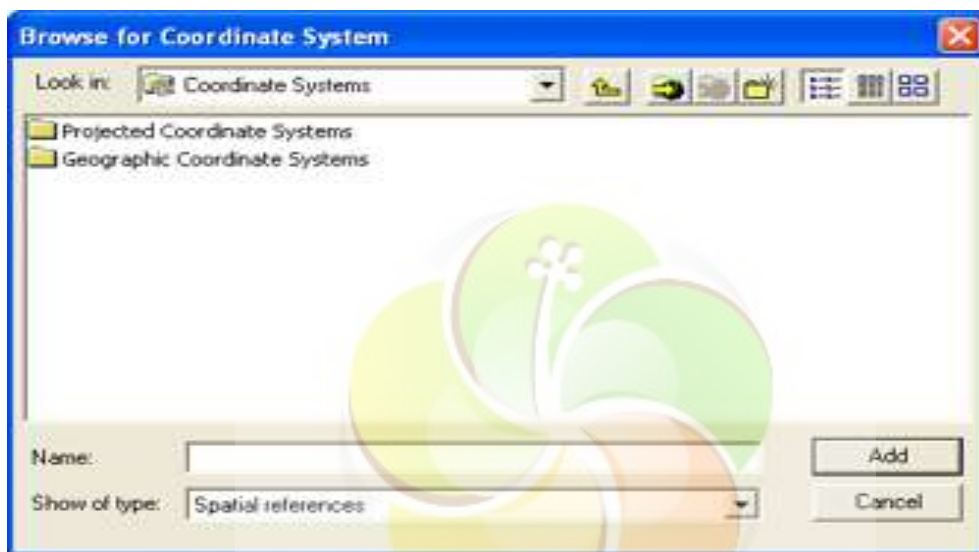 Browse for Coordinate System
Look in: Coordinate Systems
Projected Coordinate Systems
Geographic Coordinate Systems
Name:
Add
Show of type: Spatial references
Cancel